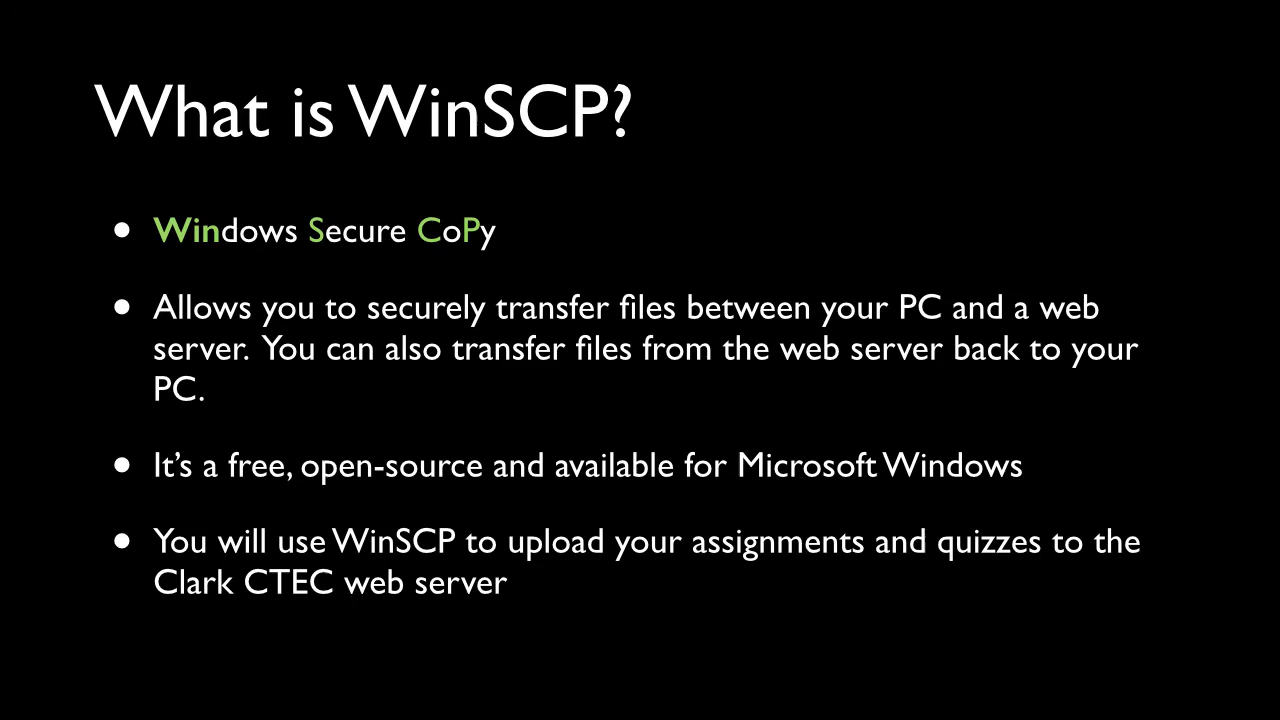 What is WinSCP?
• Windows Secure CoPy
• Allows you to securely transfer files between your PC and a web
server. You can also transfer files from the web server back to your
PC.
• It’s a free, open-source and available for Microsoft Windows
• You will use WinSCP to upload your assignments and quizzes to the
Clark CTEC web server